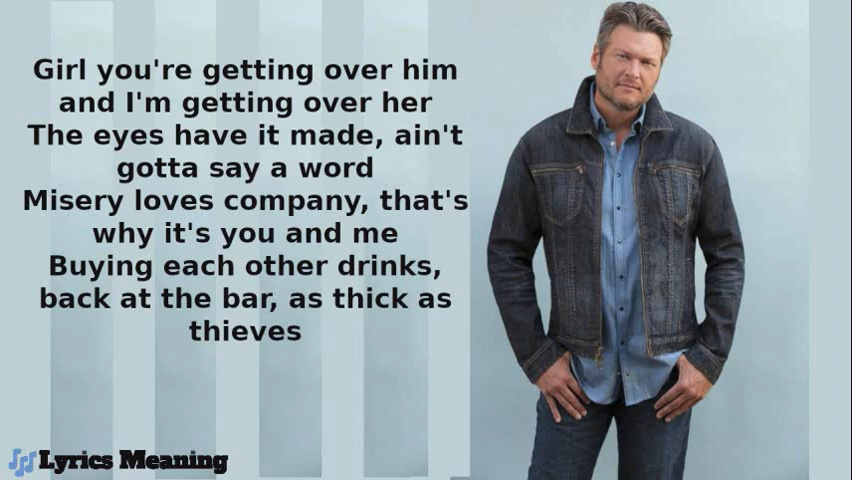 Girl you're getting over him
and I'm getting over her
The eyes have it made, ain't
gotta say a word
Misery loves company, that's
why it's you and me
Buying each other drinks,
back at the bar, as thick as
thieves
Lyrics Meaning